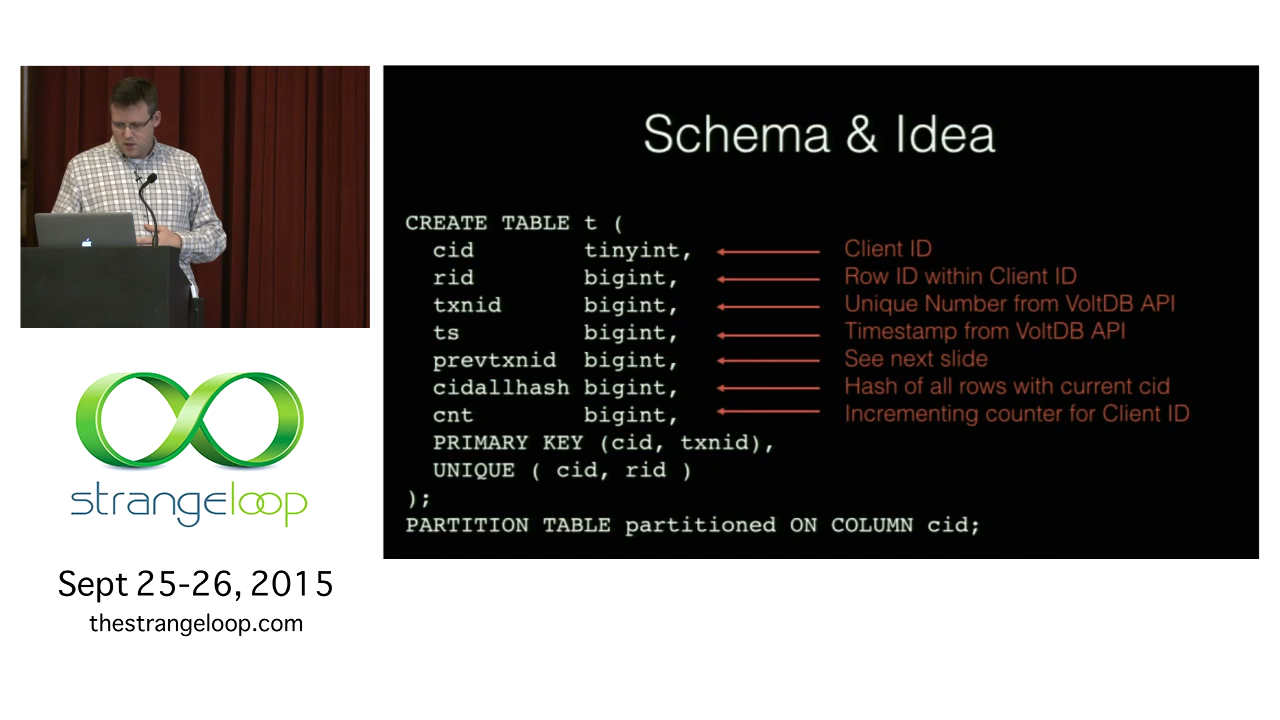 Schema & Idea
CREATE TABLE t (
cid tinyint, Client ID
rid bigint, Row ID within Client ID
txnid bigint, Unique Number from VoltDB API
ts bigint, Timestamp from VoltDB API
prevtxnid bigint, See next slide
cidallhash bigint, Hash of all rows with current cid
cnt bigint, Incrementing counter for Client ID
PRIMARY KEY (cid, txnid),
UNIQUE ( cid, rid )
);
PARTITION TABLE partitioned ON COLUMN cid;
strangeloop
Sept 25-26, 2015
thestrangeloop.com